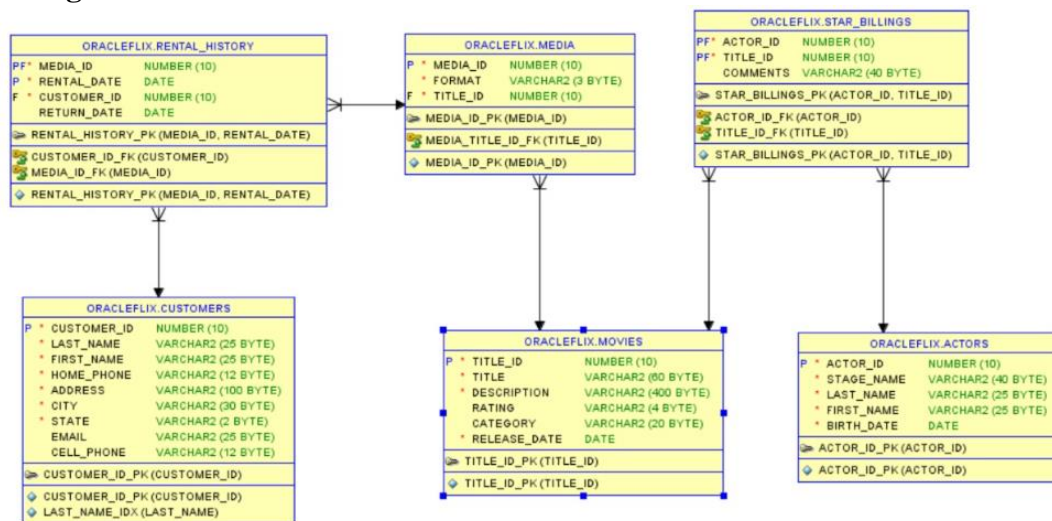 ORACLEFLIX.RENTAL_HISTORY
PF* MEDIA_ID NUMBER (10)
P * RENTAL_DATE DATE
F * CUSTOMER_ID NUMBER (10)
RETURN_DATE DATE
RENTAL_HISTORY_PK (MEDIA_ID, RENTAL_DATE)
CUSTOMER_ID_FK (CUSTOMER_ID)
MEDIA_ID_FK (MEDIA_ID)
RENTAL_HISTORY_PK (MEDIA_ID, RENTAL_DATE)
ORACLEFLIX.MEDIA
P * MEDIA_ID NUMBER (10)
* FORMAT VARCHAR2 (3 BYTE)
F * TITLE_ID NUMBER (10)
MEDIA_ID_PK (MEDIA_ID)
MEDIA_TITLE_ID_FK (TITLE_ID)
MEDIA_ID_PK (MEDIA_ID)
ORACLEFLIX.STAR_BILLINGS
PF* ACTOR_ID NUMBER (10)
PF* TITLE_ID NUMBER (10)
COMMENTS VARCHAR2 (40 BYTE)
STAR_BILLINGS_PK (ACTOR_ID, TITLE_ID)
ACTOR_ID_FK (ACTOR_ID)
TITLE_ID_FK (TITLE_ID)
STAR_BILLINGS_PK (ACTOR_ID, TITLE_ID)
ORACLEFLIX.CUSTOMERS
P * CUSTOMER_ID NUMBER (10)
* LAST_NAME VARCHAR2 (25 BYTE)
* FIRST_NAME VARCHAR2 (25 BYTE)
* HOME_PHONE VARCHAR2 (12 BYTE)
* ADDRESS VARCHAR2 (100 BYTE)
* CITY VARCHAR2 (30 BYTE)
* STATE VARCHAR2 (2 BYTE)
EMAIL VARCHAR2 (25 BYTE)
CELL_PHONE VARCHAR2 (12 BYTE)
CUSTOMER_ID_PK (CUSTOMER_ID)
CUSTOMER_ID_PK (CUSTOMER_ID)
LAST_NAME_IDX (LAST_NAME)
ORACLEFLIX.MOVIES
P * TITLE_ID NUMBER (10)
* TITLE VARCHAR2 (60 BYTE)
* DESCRIPTION VARCHAR2 (400 BYTE)
RATING VARCHAR2 (4 BYTE)
CATEGORY VARCHAR2 (20 BYTE)
* RELEASE_DATE DATE
TITLE_ID_PK (TITLE_ID)
TITLE_ID_PK (TITLE_ID)
ORACLEFLIX.ACTORS
P * ACTOR_ID NUMBER (10)
* STAGE_NAME VARCHAR2 (40 BYTE)
* LAST_NAME VARCHAR2 (25 BYTE)
* FIRST_NAME VARCHAR2 (25 BYTE)
* BIRTH_DATE DATE
ACTOR_ID_PK (ACTOR_ID)
ACTOR_ID_PK (ACTOR_ID)